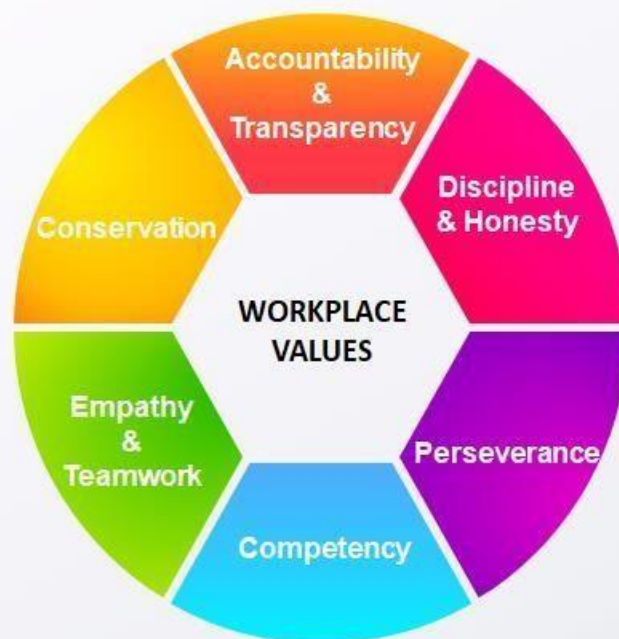 Accountability
&
Transparency
Discipline
& Honesty
Conservation
WORKPLACE
VALUES
Empathy
&
Teamwork
Perseverance
Competency